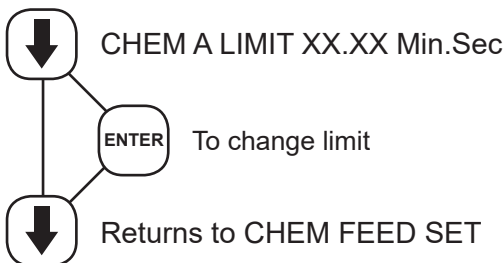 CHEM A LIMIT XX.XX Min.Sec
ENTER To change limit
Returns to CHEM FEED SET